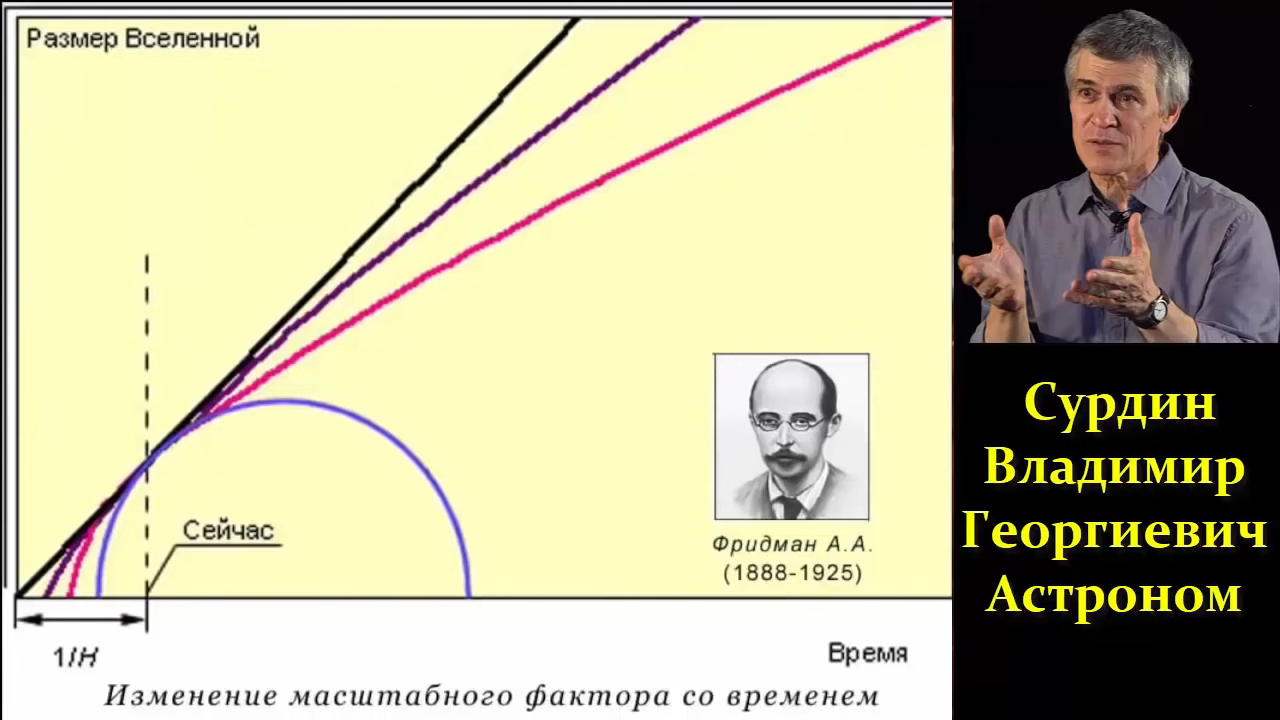 Размер Вселенной
Сейчас
Фридман А.А.
(1888-1925)
1/H
Время
Изменение масштабного фактора со временем
Сурдин
Владимир
Георгиевич
Астроном